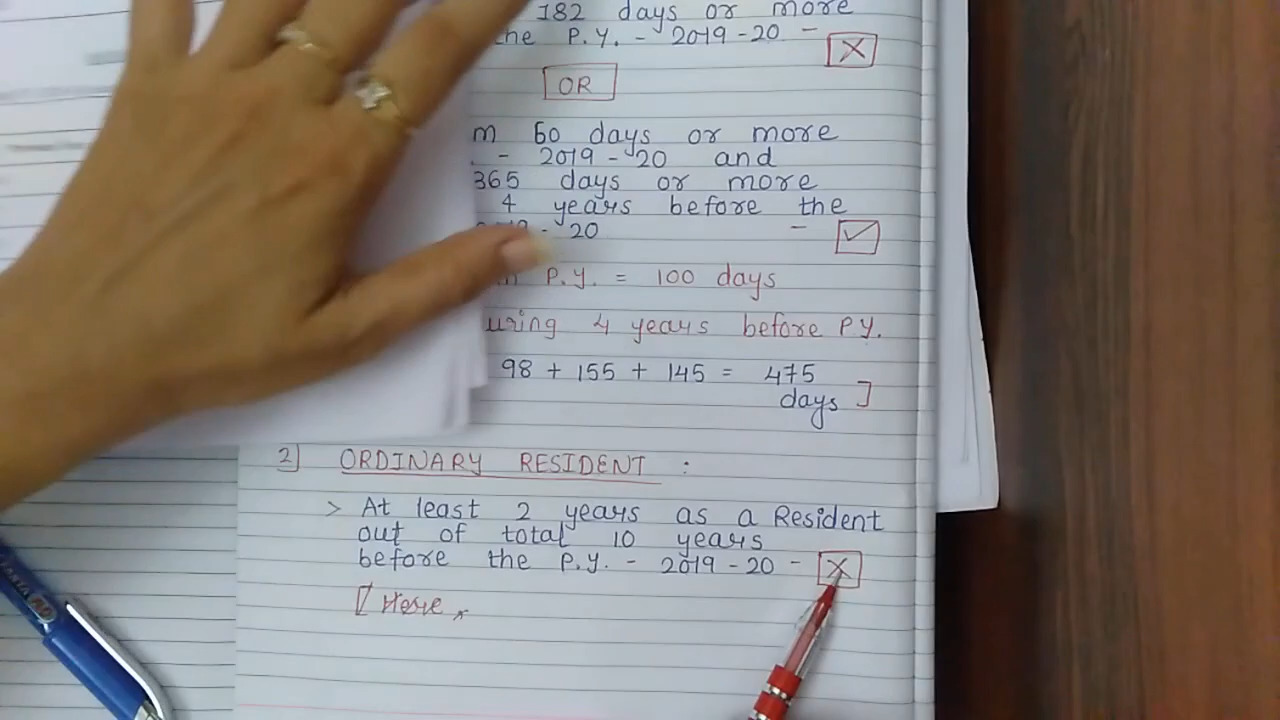 182 days or more
the P.Y. - 2019-20 -
OR
m 60 days or more
- 2019-20 and
365 days or more
4 years before the
- 20 -
P.Y. = 100 days
uring 4 years before P.Y.
98 + 155 + 145 = 475
days ]
2] ORDINARY RESIDENT :
> At least 2 years as a Resident
out of total 10 years
before the P.Y. - 2019-20 -
[ Here,